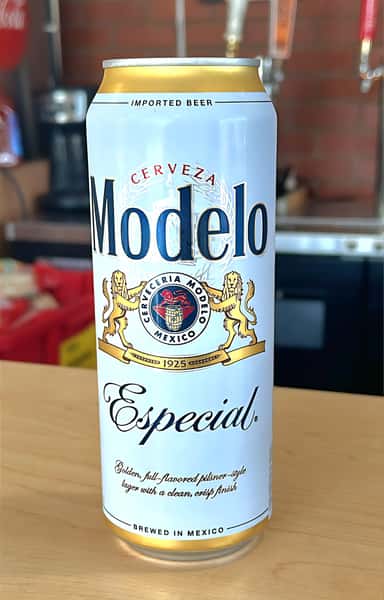 IMPORTED BEER
CERVEZA
Modelo
CERVECERIA MODELO
MEXICO
1925
Especial
Golden, full-flavored pilsner-style
lager with a clean, crisp finish
BREWED IN MEXICO